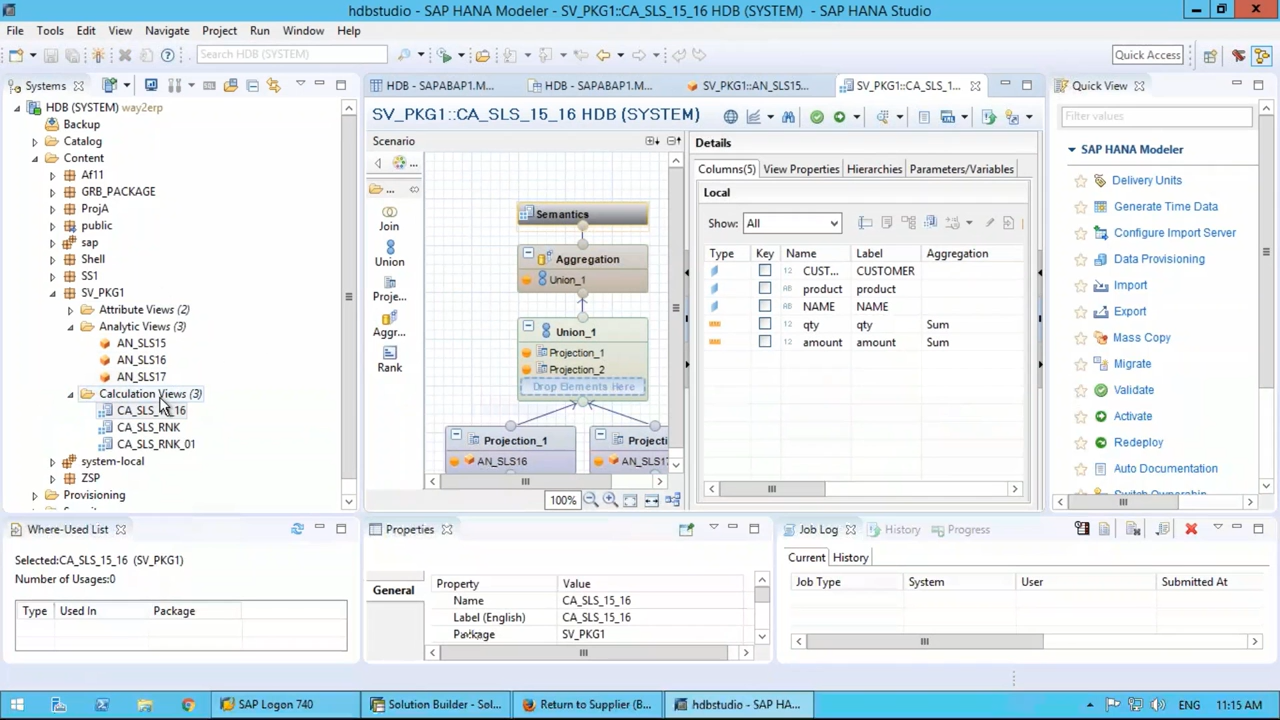 hdbstudio - SAP HANA Modeler - SV_PKG1::CA_SLS_15_16 HDB (SYSTEM) - SAP HANA Studio
File Tools Edit View Navigate Project Run Window Help
Search HDB (SYSTEM)
Quick Access
Systems
HDB (SYSTEM) way2erp
Backup
Catalog
Content
Af11
GRB_PACKAGE
ProjA
public
sap
Shell
SS1
SV_PKG1
Attribute Views (2)
Analytic Views (3)
AN_SLS15
AN_SLS16
AN_SLS17
Calculation Views (3)
CA_SLS_15_16
CA_SLS_RNK
CA_SLS_RNK_01
system-local
ZSP
Provisioning
HDB - SAPABAP1.M...
HDB - SAPABAP1.M...
SV_PKG1::AN_SLS15...
SV_PKG1::CA_SLS_1...
SV_PKG1::CA_SLS_15_16 HDB (SYSTEM)
Scenario
...
...
Join
Union
Proje...
Aggr...
Rank
Semantics
Aggregation
Union_1
Union_1
Projection_1
Projection_2
Drop Elements Here
Projection_1
AN_SLS16
Projecti
AN_SLS1
100%
Details
Columns(5) View Properties Hierarchies Parameters/Variables
Local
Show: All
Type Key Name Label Aggregation
12 CUST... CUSTOMER
AB product product
AB NAME NAME
12 qty qty Sum
12 amount amount Sum
Quick View
Filter values
SAP HANA Modeler
Delivery Units
Generate Time Data
Configure Import Server
Data Provisioning
Import
Export
Mass Copy
Migrate
Validate
Activate
Redeploy
Auto Documentation
Switch Ownership
Where-Used List
Selected:CA_SLS_15_16 (SV_PKG1)
Number of Usages:0
Type Used In Package
Properties
General
Property Value
Name CA_SLS_15_16
Label (English) CA_SLS_15_16
Package SV_PKG1
Job Log History Progress
Current History
Job Type System User Submitted At
SAP Logon 740
Solution Builder - Sol...
Return to Supplier (B...
hdbstudio - SAP HA...
ENG 11:15 AM